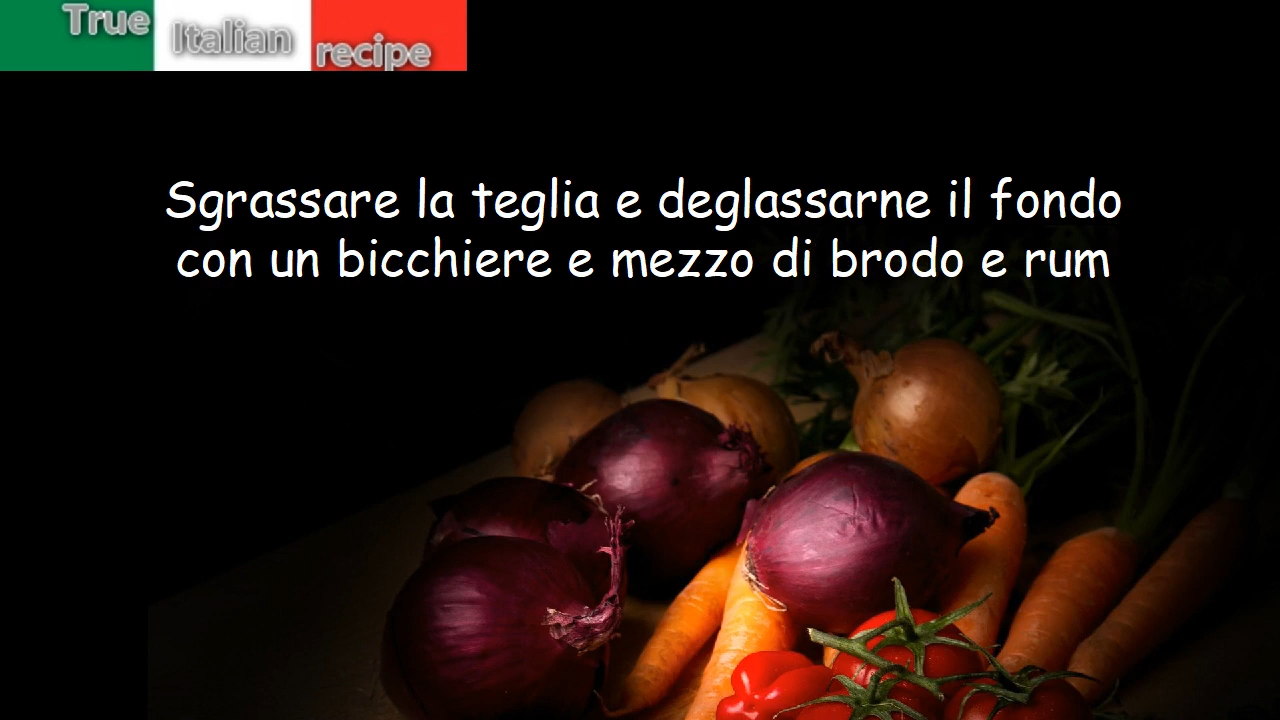 True
Italian
recipe
Sgrassare la teglia e deglassarne il fondo
con un bicchiere e mezzo di brodo e rum